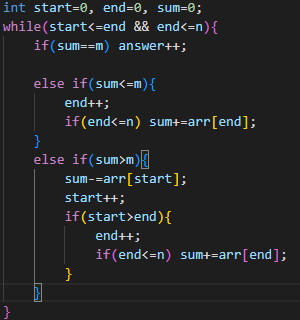 int start=0, end=0, sum=0;
while(start<=end && end<=n){
    if(sum==m) answer++;

    else if(sum<=m){
        end++;
        if(end<=n) sum+=arr[end];
    }
    else if(sum>m){
        sum-=arr[start];
        start++;
        if(start>end){
            end++;
            if(end<=n) sum+=arr[end];
        }
    }
}